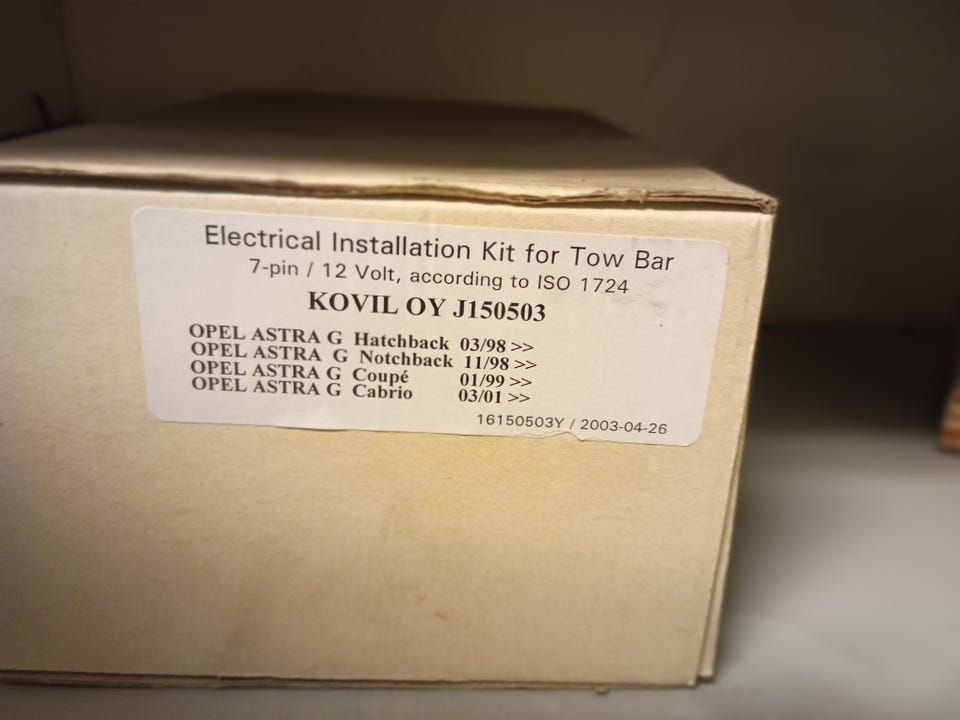 Electrical Installation Kit for Tow Bar
7-pin / 12 Volt, according to ISO 1724
KOVIL OY J150503
OPEL ASTRA G Hatchback 03/98 >>
OPEL ASTRA G Notchback 11/98 >>
OPEL ASTRA G Coupé 01/99 >>
OPEL ASTRA G Cabrio 03/01 >>
16150503Y / 2003-04-26